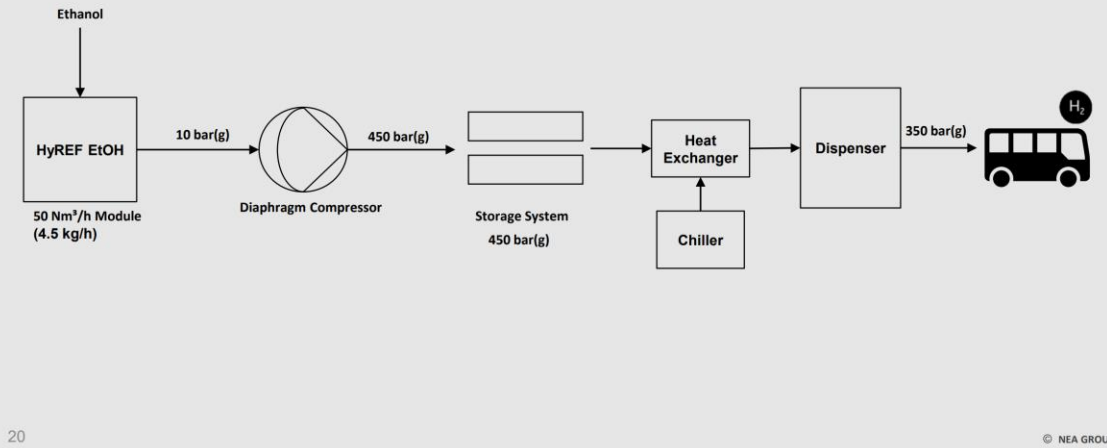 Ethanol
HyREF EtOH
50 Nm³/h Module
(4.5 kg/h)
10 bar(g)
Diaphragm Compressor
450 bar(g)
Storage System
450 bar(g)
Heat
Exchanger
Chiller
Dispenser
350 bar(g)
H₂
20
© NEA GROU